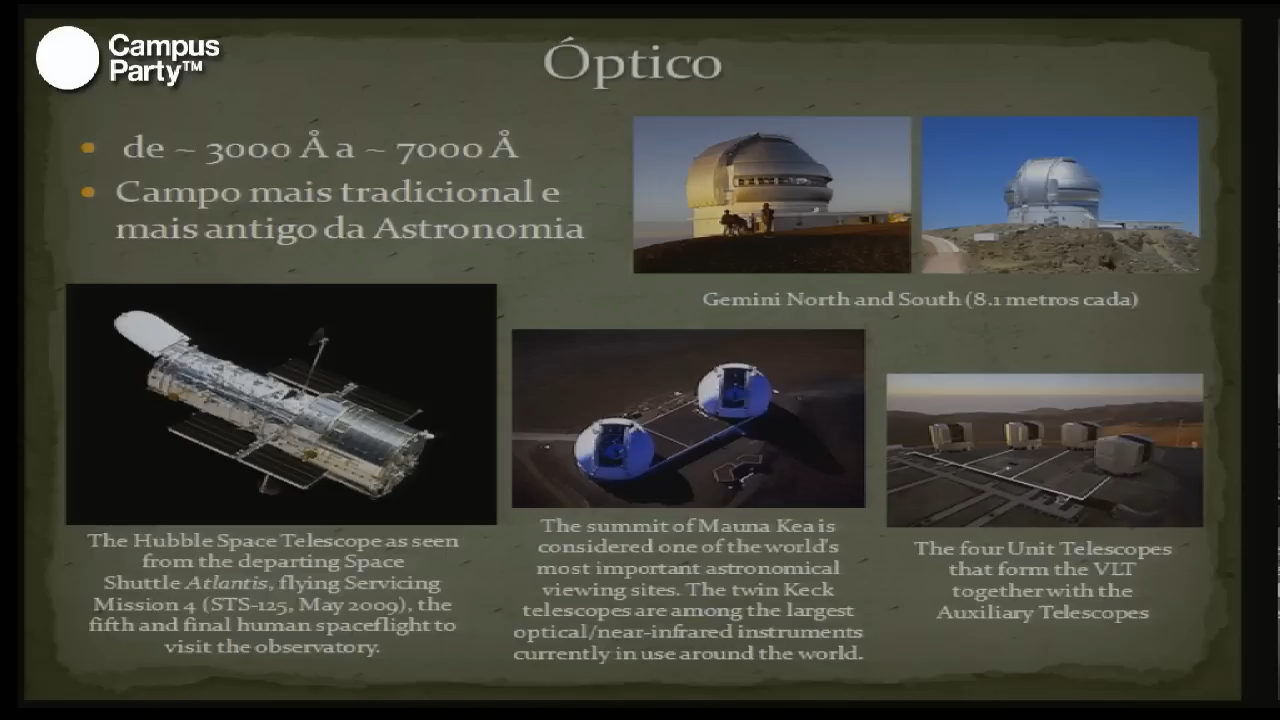 Campus
Party™
Óptico
• de ~ 3000 Å a ~ 7000 Å
• Campo mais tradicional e
mais antigo da Astronomia
Gemini North and South (8.1 metros cada)
The Hubble Space Telescope as seen
from the departing Space
Shuttle Atlantis, flying Servicing
Mission 4 (STS-125, May 2009), the
fifth and final human spaceflight to
visit the observatory.
The summit of Mauna Kea is
considered one of the world's
most important astronomical
viewing sites. The twin Keck
telescopes are among the largest
optical/near-infrared instruments
currently in use around the world.
The four Unit Telescopes
that form the VLT
together with the
Auxiliary Telescopes